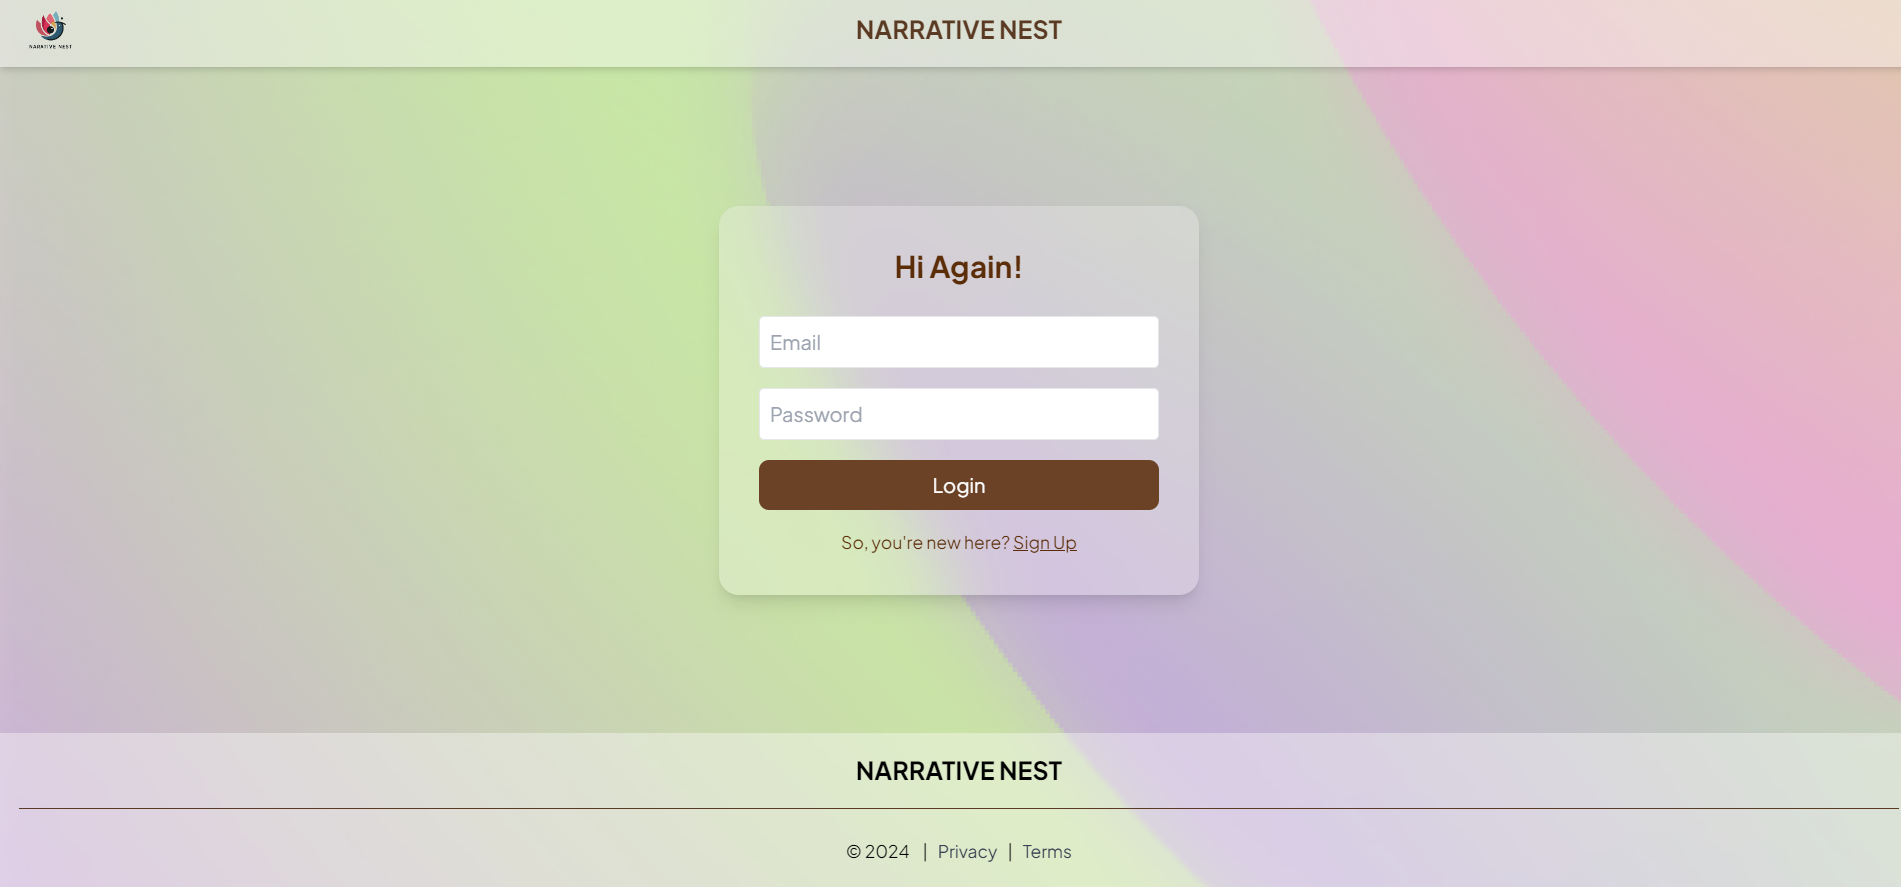 NARATIVE NEST
NARRATIVE NEST
Hi Again!
Email
Password
Login
So, you're new here? Sign Up
NARRATIVE NEST
© 2024 | Privacy | Terms